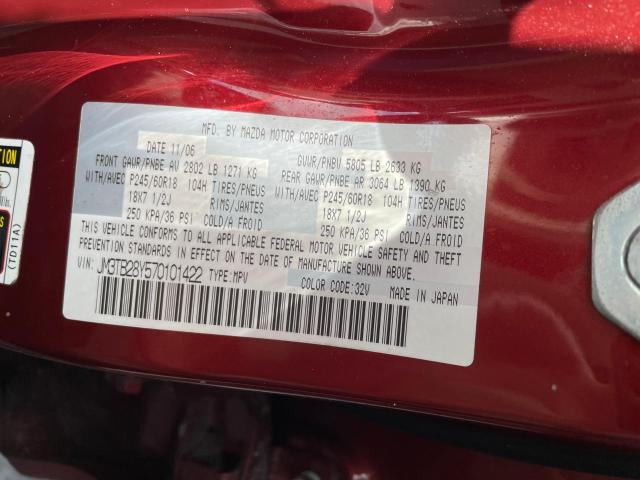 MFD. BY MAZDA MOTOR CORPORATION
DATE 11/06 GVWR/PNBV 5805 LB 2633 KG
FRONT GAWR/PNBE AV 2802 LB 1271 KG REAR GAWR/PNBE AR 3064 LB 1390 KG
WITH/AVEC P245/60R18 104H TIRES/PNEUS WITH/AVEC P245/60R18 104H TIRES/PNEUS
18X7 1/2J RIMS/JANTES 18X7 1/2J RIMS/JANTES
250 KPA/36 PSI COLD/A FROID 250 KPA/36 PSI COLD/A FROID
THIS VEHICLE CONFORMS TO ALL APPLICABLE FEDERAL MOTOR VEHICLE SAFETY AND THEFT
PREVENTION STANDARDS IN EFFECT ON THE DATE OF MANUFACTURE SHOWN ABOVE.
VIN: JM3TB28Y570101422 TYPE: MPV COLOR CODE: 32V MADE IN JAPAN
(TD11A)